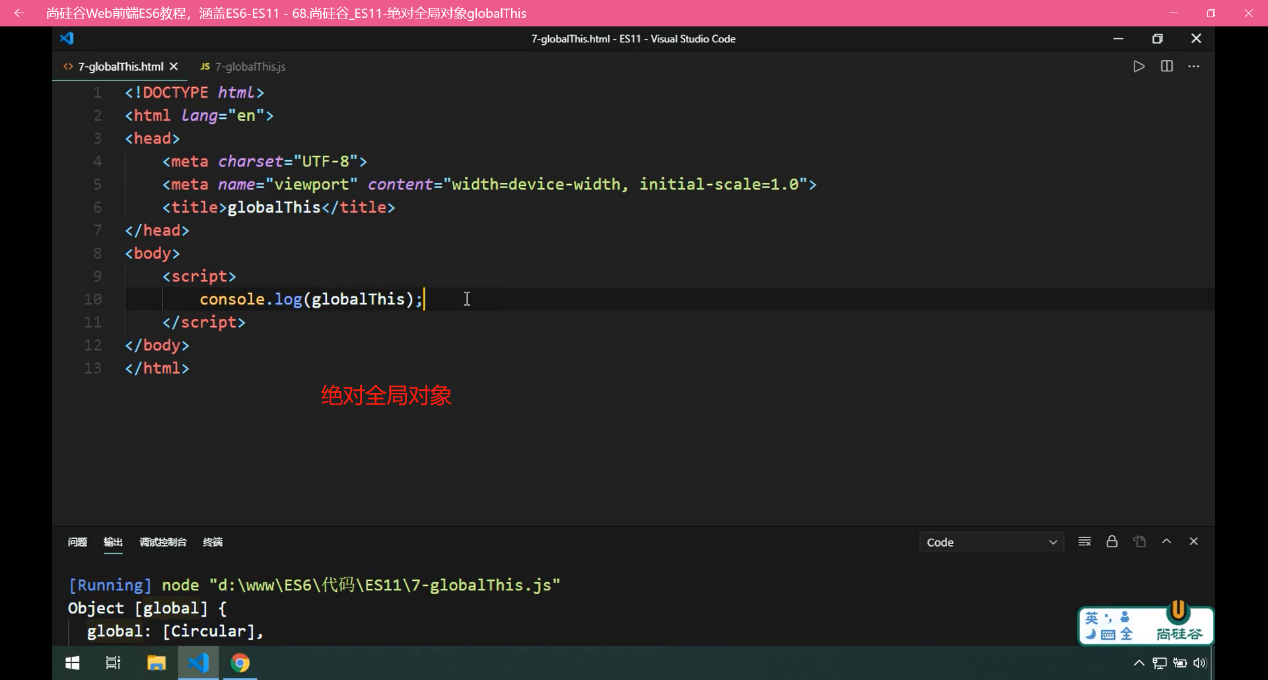 尚硅谷Web前端ES6教程，涵盖ES6-ES11 - 68.尚硅谷_ES11-绝对全局对象globalThis
7-globalThis.html - ES11 - Visual Studio Code
7-globalThis.html
JS 7-globalThis.js
1 <!DOCTYPE html>
2 <html lang="en">
3 <head>
4 <meta charset="UTF-8">
5 <meta name="viewport" content="width=device-width, initial-scale=1.0">
6 <title>globalThis</title>
7 </head>
8 <body>
9 <script>
10 console.log(globalThis);
11 </script>
12 </body>
13 </html>
绝对全局对象
问题 输出 调试控制台 终端
Code
[Running] node "d:\www\ES6\代码\ES11\7-globalThis.js"
Object [global] {
global: [Circular],
英
全
尚硅谷